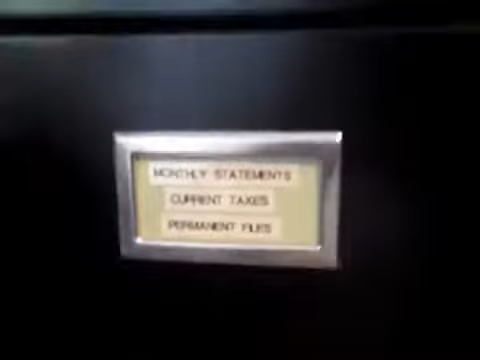 MONTHLY STATEMENTS
CURRENT TAXES
PERMANENT FILES